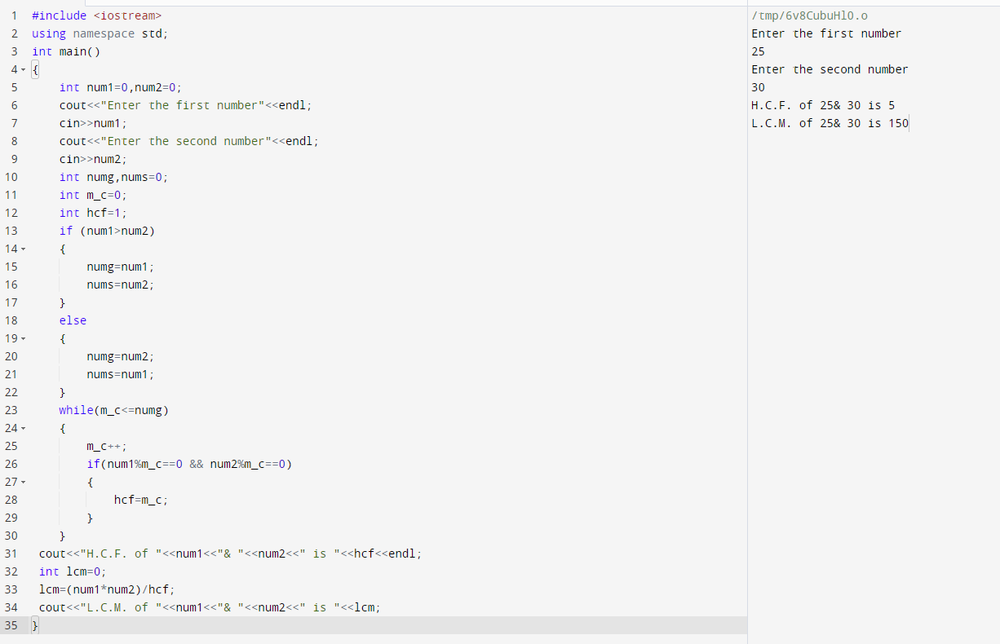 1 #include <iostream>
2 using namespace std;
3 int main()
4 {
5 int num1=0,num2=0;
6 cout<<"Enter the first number"<<endl;
7 cin>>num1;
8 cout<<"Enter the second number"<<endl;
9 cin>>num2;
10 int numg,nums=0;
11 int m_c=0;
12 int hcf=1;
13 if (num1>num2)
14 {
15 numg=num1;
16 nums=num2;
17 }
18 else
19 {
20 numg=num2;
21 nums=num1;
22 }
23 while(m_c<=numg)
24 {
25 m_c++;
26 if(num1%m_c==0 && num2%m_c==0)
27 {
28 hcf=m_c;
29 }
30 }
31 cout<<"H.C.F. of "<<num1<<"& "<<num2<<" is "<<hcf<<endl;
32 int lcm=0;
33 lcm=(num1*num2)/hcf;
34 cout<<"L.C.M. of "<<num1<<"& "<<num2<<" is "<<lcm;
35 }
/tmp/6v8CubuHlO.o
Enter the first number
25
Enter the second number
30
H.C.F. of 25& 30 is 5
L.C.M. of 25& 30 is 150